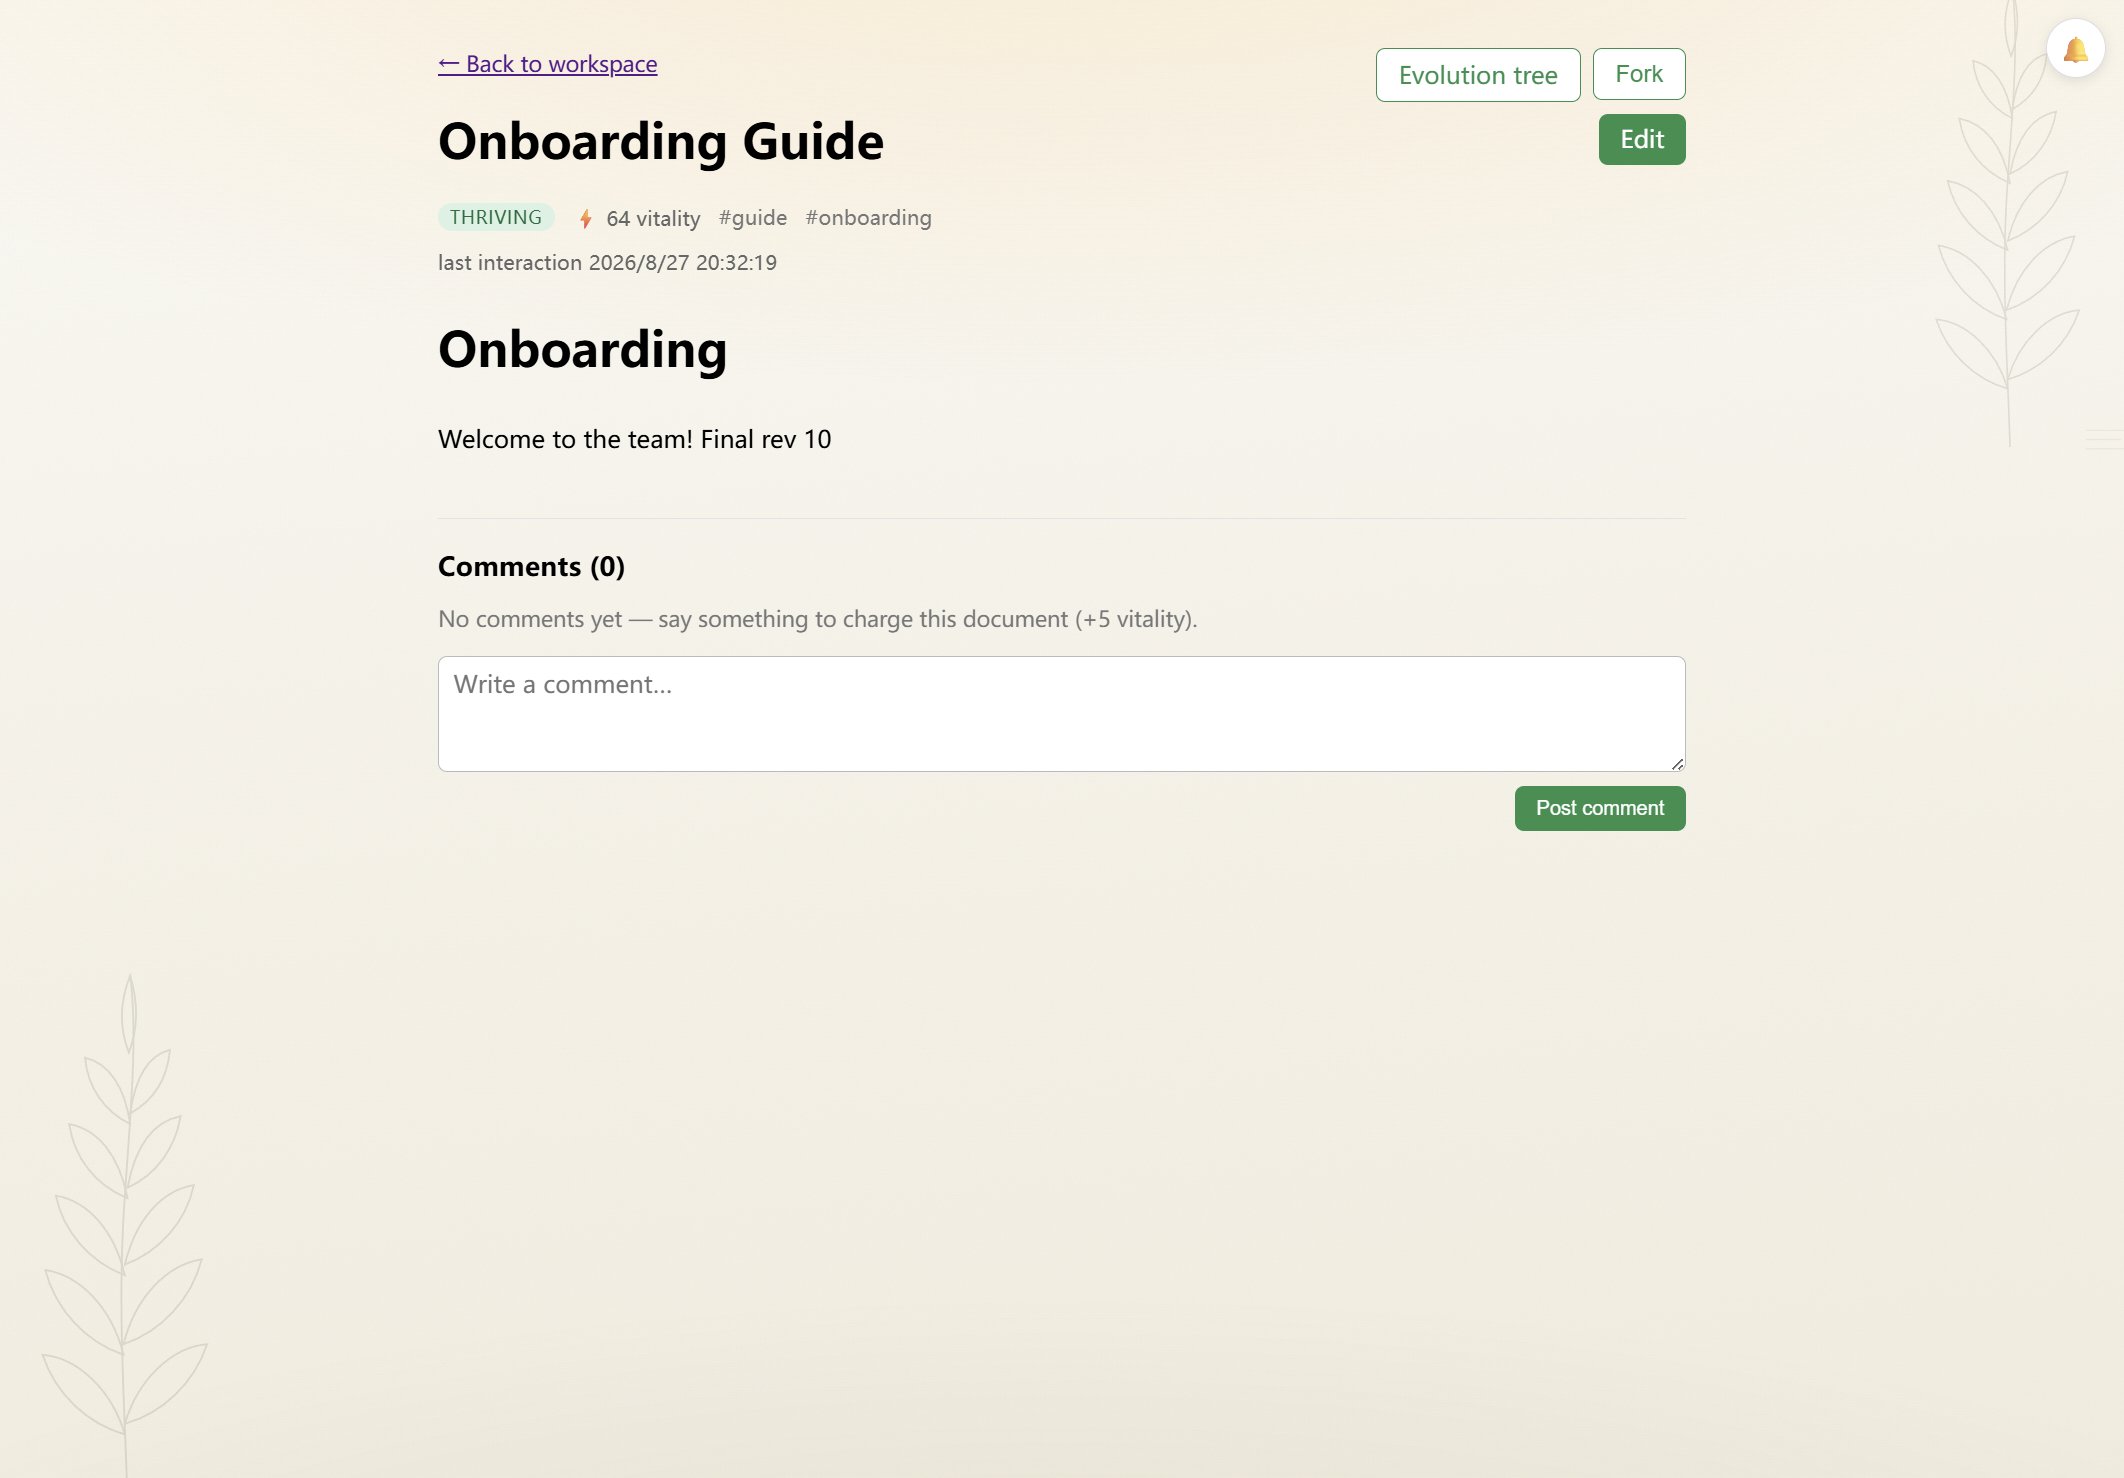 ← Back to workspace
Evolution tree
Fork
Onboarding Guide
Edit
THRIVING 64 vitality #guide #onboarding
last interaction 2026/8/27 20:32:19
Onboarding
Welcome to the team! Final rev 10
Comments (0)
No comments yet — say something to charge this document (+5 vitality).
Write a comment...
Post comment